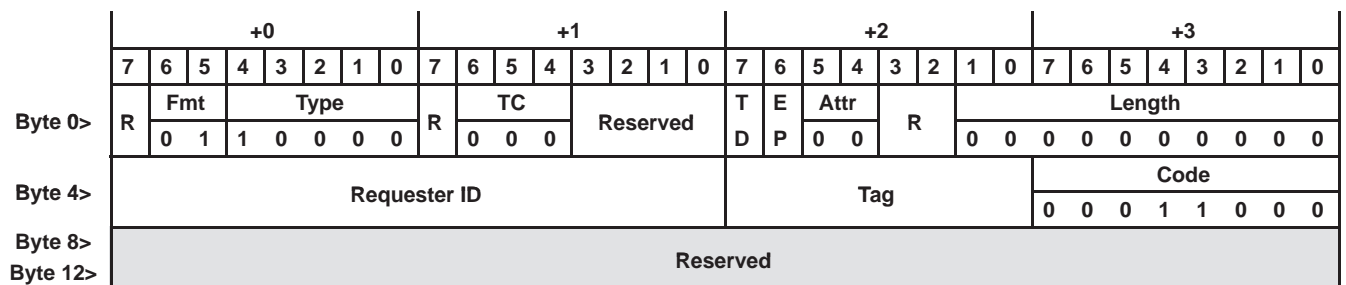 +0 +1 +2 +3
7 6 5 4 3 2 1 0 7 6 5 4 3 2 1 0 7 6 5 4 3 2 1 0 7 6 5 4 3 2 1 0
Byte 0> R Fmt Type R TC Reserved T E Attr R Length
0 1 1 0 0 0 0 0 0 0 D P 0 0 0 0 0 0 0 0 0 0 0 0
Byte 4> Requester ID Tag Code
0 0 0 1 1 0 0 0
Byte 8>
Reserved
Byte 12>